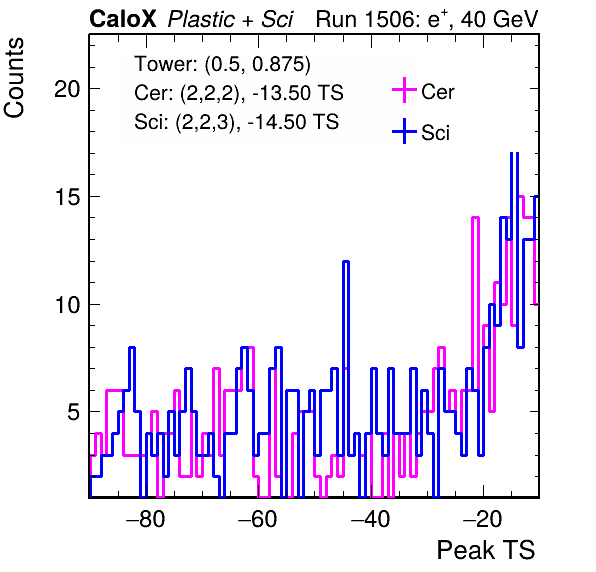 CaloX Plastic + Sci Run 1506: e+, 40 GeV
Counts
Tower: (0.5, 0.875)
Cer: (2,2,2), -13.50 TS
Sci: (2,2,3), -14.50 TS
Cer
Sci
20
15
10
5
−80 −60 −40 −20
Peak TS